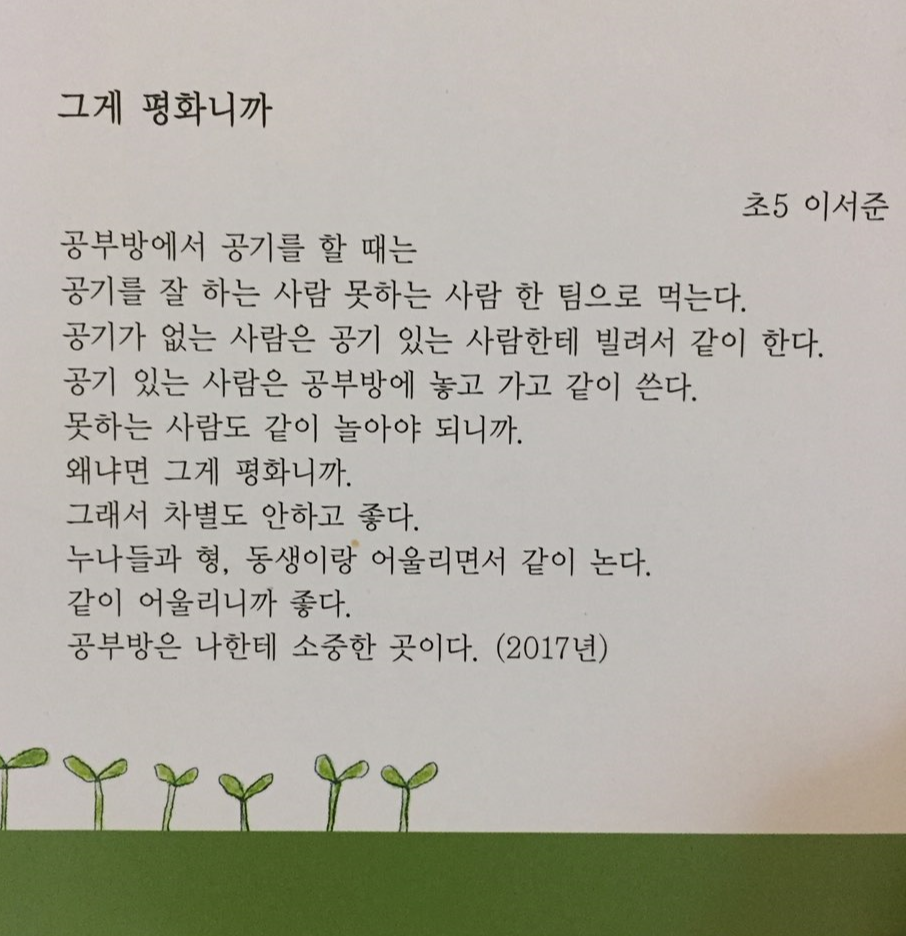 그게 평화니까
초5 이서준
공부방에서 공기를 할 때는
공기를 잘 하는 사람 못하는 사람 한 팀으로 먹는다.
공기가 없는 사람은 공기 있는 사람한테 빌려서 같이 한다.
공기 있는 사람은 공부방에 놓고 가고 같이 쓴다.
못하는 사람도 같이 놀아야 되니까.
왜냐면 그게 평화니까.
그래서 차별도 안하고 좋다.
누나들과 형, 동생이랑 어울리면서 같이 논다.
같이 어울리니까 좋다.
공부방은 나한테 소중한 곳이다. (2017년)